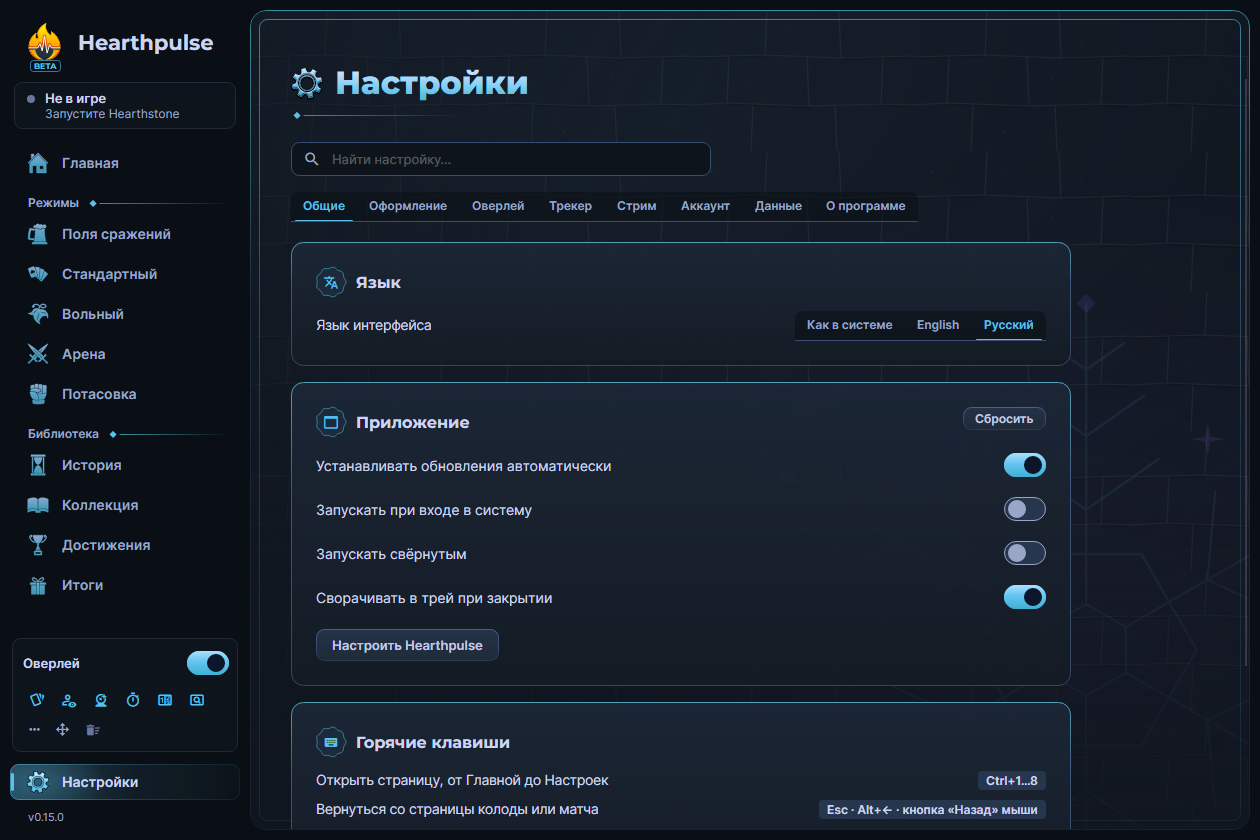 Hearthpulse
BETA
Не в игре
Запустите Hearthstone
Главная
Режимы
Поля сражений
Стандартный
Вольный
Арена
Потасовка
Библиотека
История
Коллекция
Достижения
Итоги
Оверлей
Настройки
v0.15.0
Настройки
Найти настройку...
Общие Оформление Оверлей Трекер Стрим Аккаунт Данные О программе
Язык
Язык интерфейса Как в системе English Русский
Приложение Сбросить
Устанавливать обновления автоматически
Запускать при входе в систему
Запускать свёрнутым
Сворачивать в трей при закрытии
Настроить Hearthpulse
Горячие клавиши
Открыть страницу, от Главной до Настроек Ctrl+1…8
Вернуться со страницы колоды или матча Esc · Alt+← · кнопка «Назад» мыши